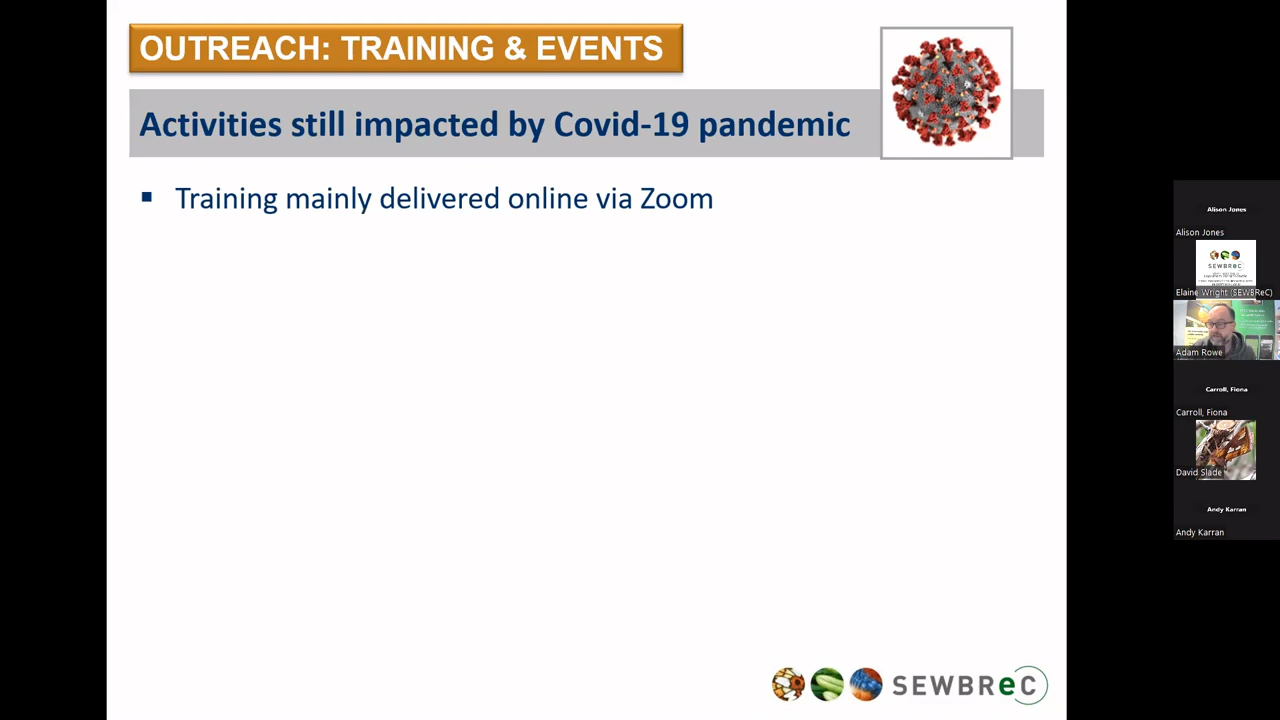 OUTREACH: TRAINING & EVENTS
Activities still impacted by Covid-19 pandemic
▪ Training mainly delivered online via Zoom
SEWBReC
Alison Jones
Alison Jones
SEWBReC
Elaine Wright (SEWBReC)
Adam Rowe
Carroll, Fiona
Carroll, Fiona
David Slade
Andy Karran
Andy Karran